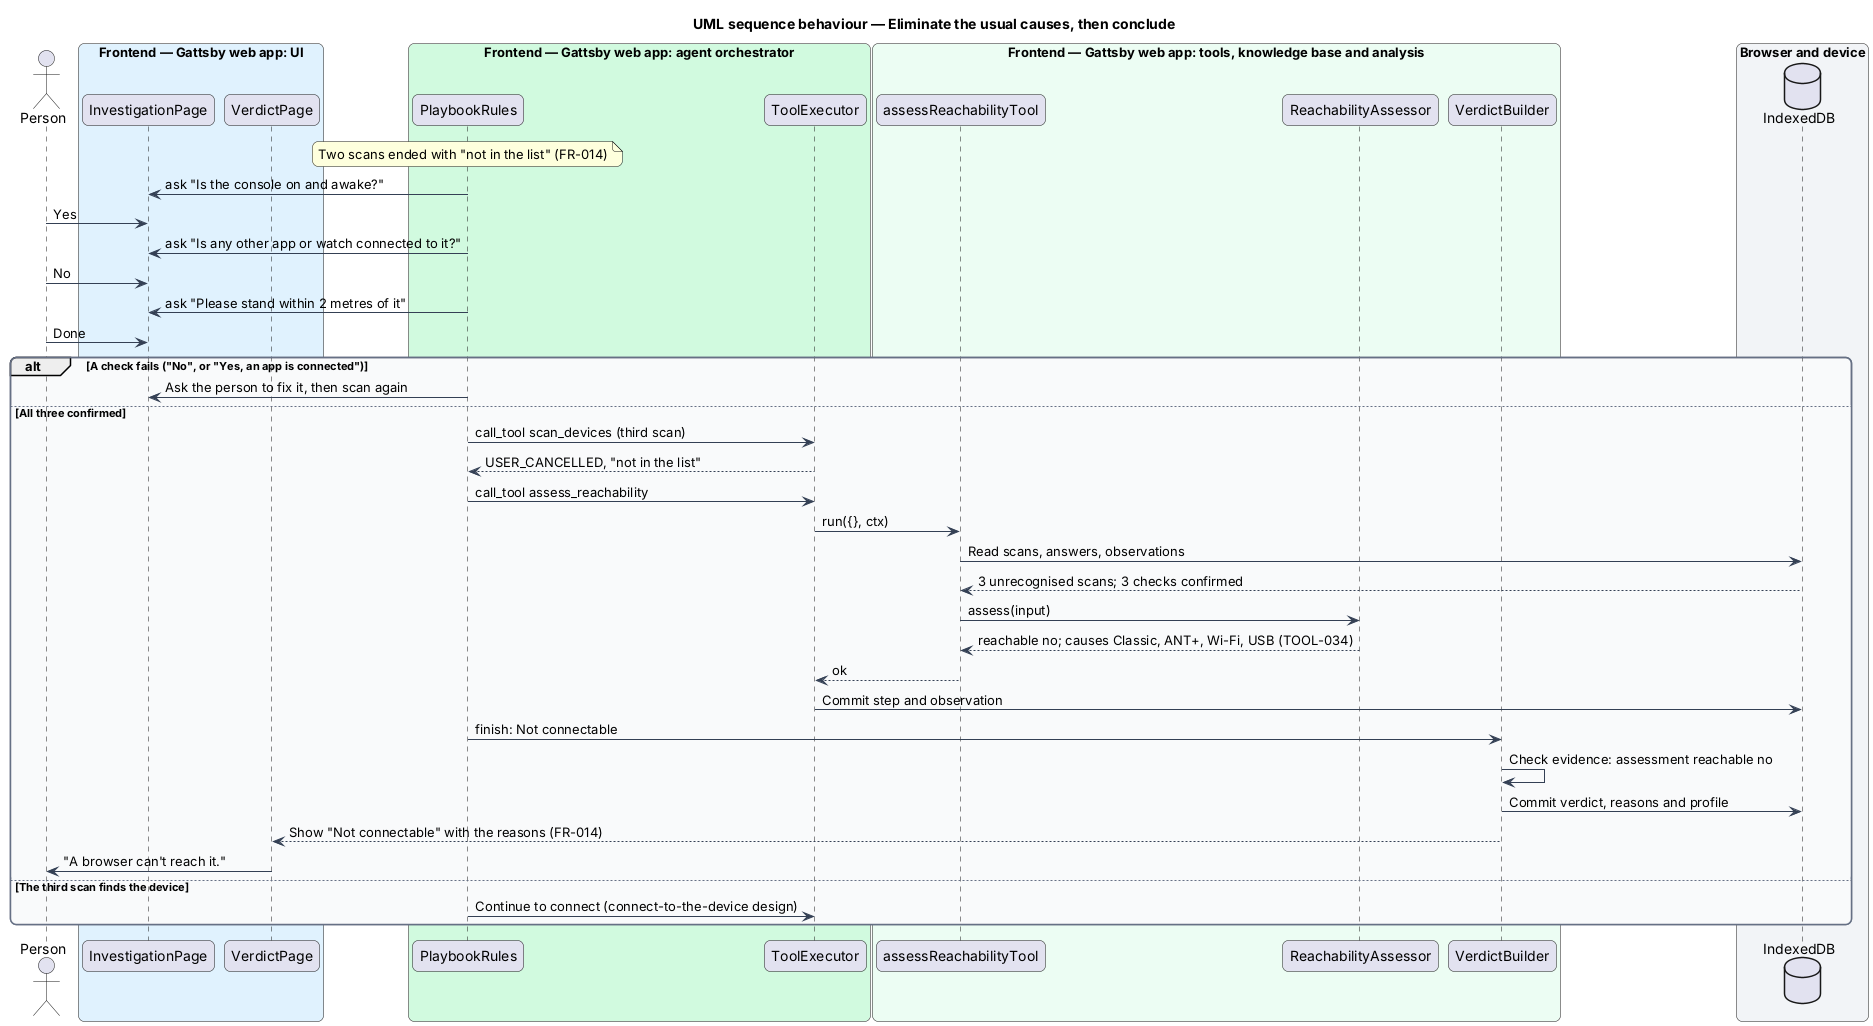 UML sequence behaviour — Eliminate the usual causes, then conclude
Frontend — Gattsby web app: UI
Frontend — Gattsby web app: agent orchestrator
Frontend — Gattsby web app: tools, knowledge base and analysis
Browser and device
Person
InvestigationPage
VerdictPage
PlaybookRules
ToolExecutor
assessReachabilityTool
ReachabilityAssessor
VerdictBuilder
IndexedDB
Two scans ended with "not in the list" (FR-014)
ask "Is the console on and awake?"
Yes
ask "Is any other app or watch connected to it?"
No
ask "Please stand within 2 metres of it"
Done
alt
[A check fails ("No", or "Yes, an app is connected")]
Ask the person to fix it, then scan again
[All three confirmed]
call_tool scan_devices (third scan)
USER_CANCELLED, "not in the list"
call_tool assess_reachability
run({}, ctx)
Read scans, answers, observations
3 unrecognised scans; 3 checks confirmed
assess(input)
reachable no; causes Classic, ANT+, Wi-Fi, USB (TOOL-034)
ok
Commit step and observation
finish: Not connectable
Check evidence: assessment reachable no
Commit verdict, reasons and profile
Show "Not connectable" with the reasons (FR-014)
"A browser can't reach it."
[The third scan finds the device]
Continue to connect (connect-to-the-device design)
Person
InvestigationPage
VerdictPage
PlaybookRules
ToolExecutor
assessReachabilityTool
ReachabilityAssessor
VerdictBuilder
IndexedDB